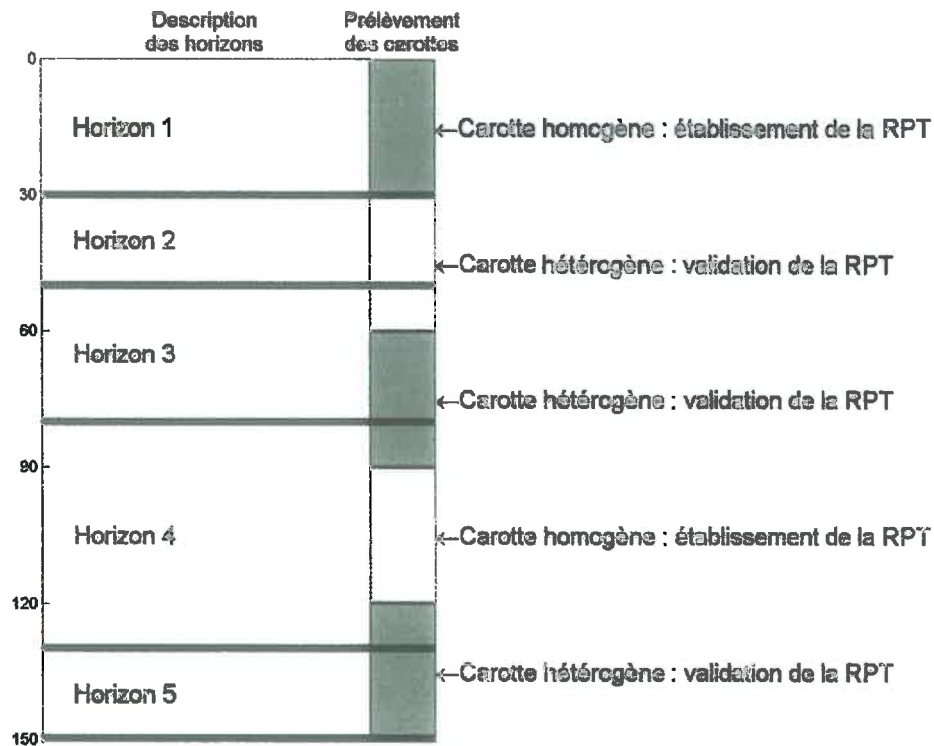 Description
des horizons
Prélèvement
des carottes
0
Horizon 1
←Carotte homogène : établissement de la RPT
30
Horizon 2
←Carotte hétérogène : validation de la RPT
60
Horizon 3
←Carotte hétérogène : validation de la RPT
90
Horizon 4
←Carotte homogène : établissement de la RPT
120
Horizon 5
←Carotte hétérogène : validation de la RPT
150